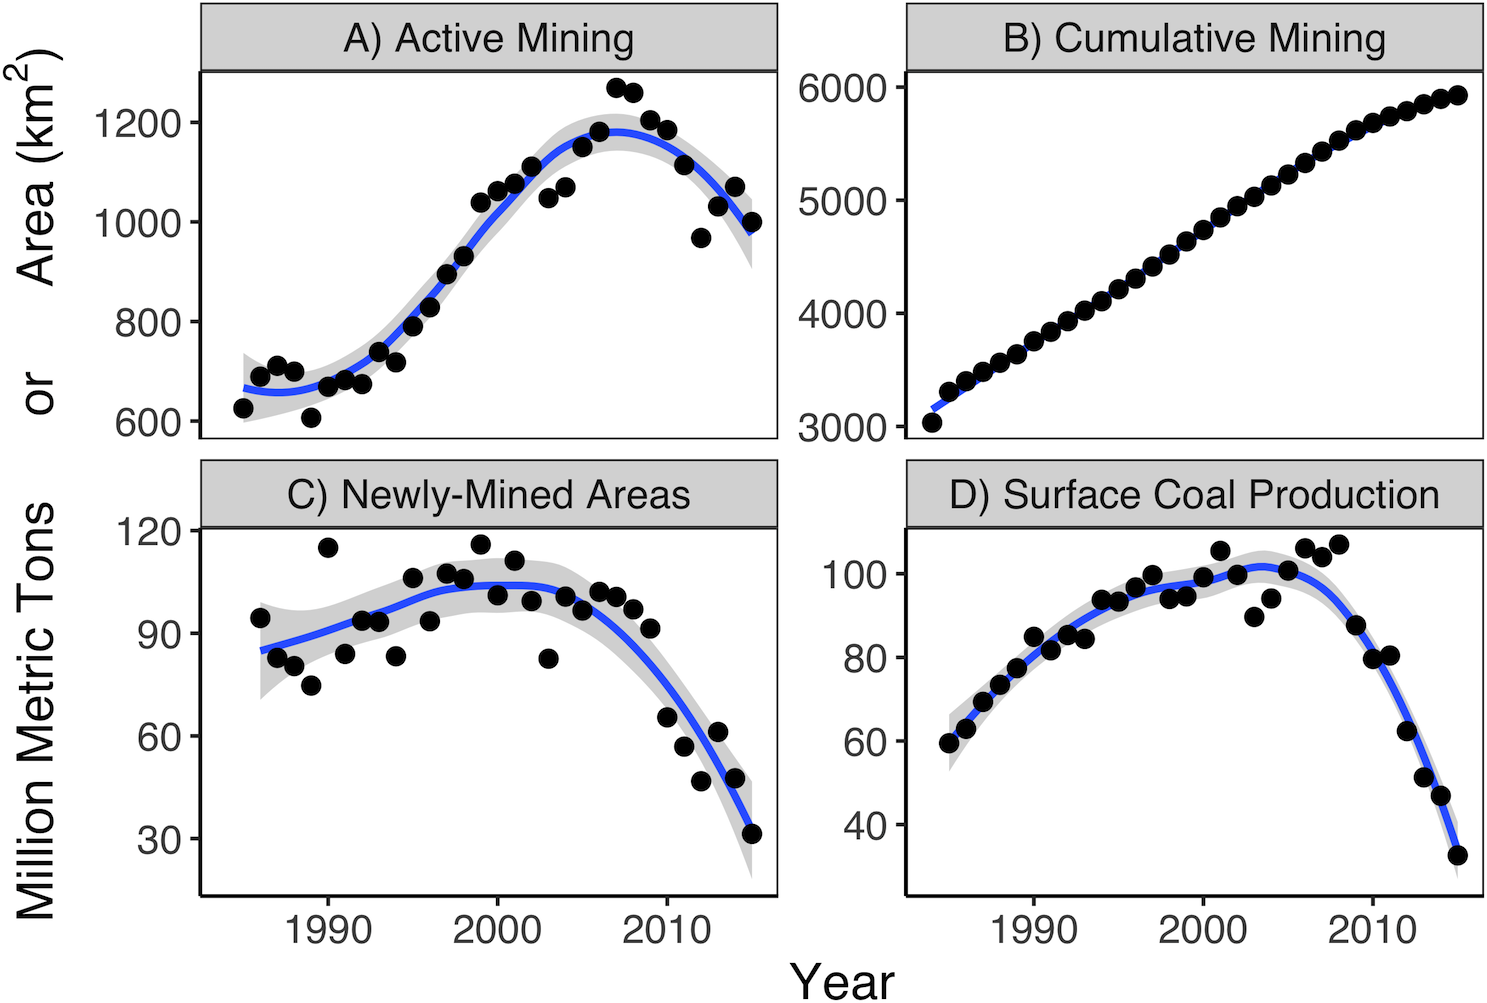 A) Active Mining
B) Cumulative Mining
Million Metric Tons or Area (km²)
1200
1000
800
600
6000
5000
4000
3000
C) Newly-Mined Areas
D) Surface Coal Production
120
90
60
30
100
80
60
40
1990 2000 2010
1990 2000 2010
Year